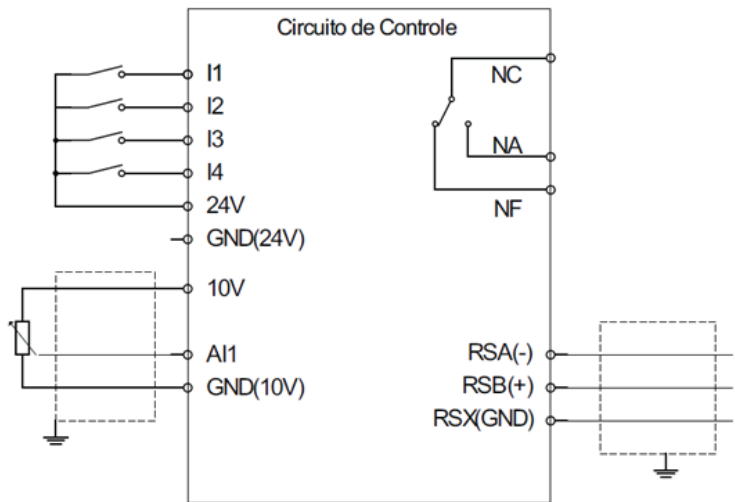 Circuito de Controle
I1
I2
I3
I4
24V
GND(24V)
10V
AI1
GND(10V)
NC
NA
NF
RSA(-)
RSB(+)
RSX(GND)